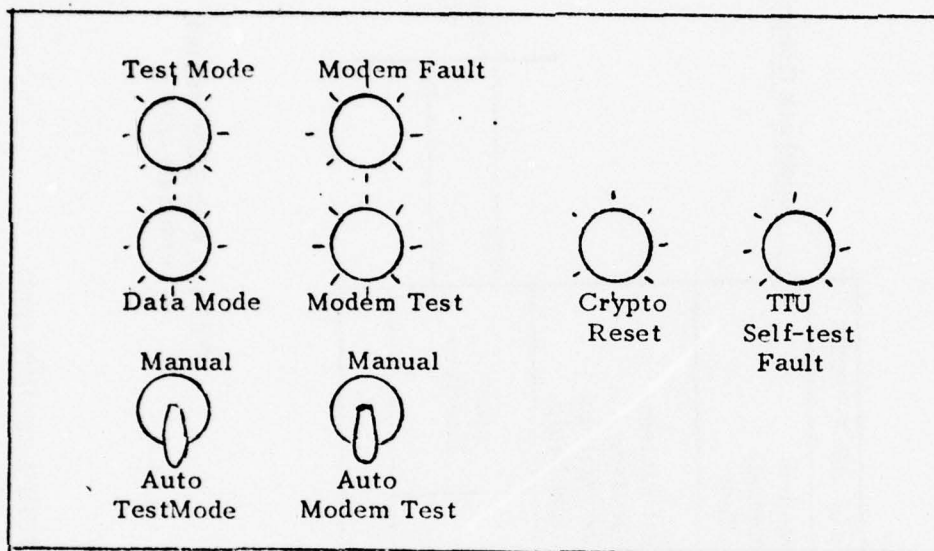 Test Mode
Modem Fault
Data Mode
Modem Test
Crypto
Reset
TIU
Self-test
Fault
Manual
Manual
Auto
TestMode
Auto
Modem Test